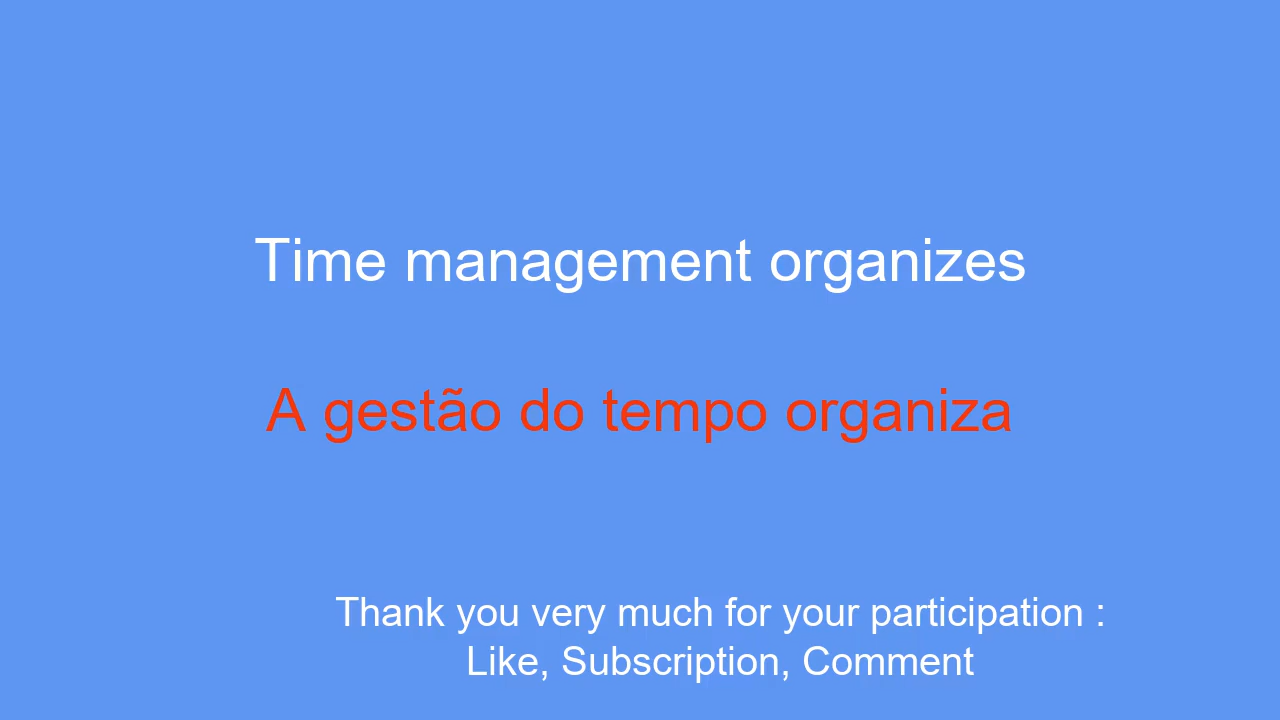 Time management organizes
A gestão do tempo organiza
Thank you very much for your participation :
Like, Subscription, Comment